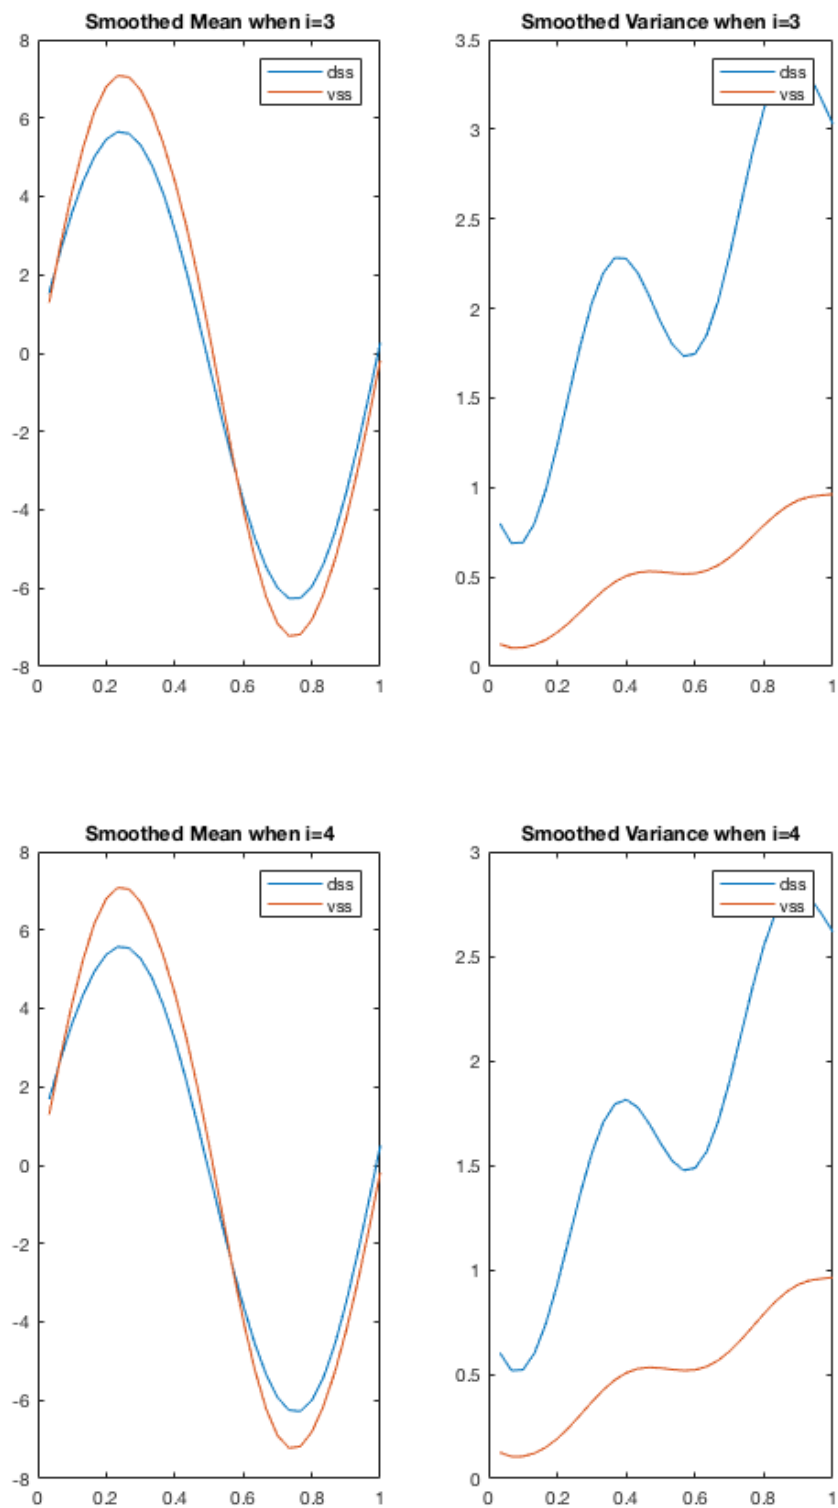 Smoothed Mean when i=3
8
6
4
2
0
-2
-4
-6
-8
0 0.2 0.4 0.6 0.8 1
dss
vss
Smoothed Variance when i=3
3.5
3
2.5
2
1.5
1
0.5
0
0 0.2 0.4 0.6 0.8 1
dss
vss
Smoothed Mean when i=4
8
6
4
2
0
-2
-4
-6
-8
0 0.2 0.4 0.6 0.8 1
dss
vss
Smoothed Variance when i=4
3
2.5
2
1.5
1
0.5
0
0 0.2 0.4 0.6 0.8 1
dss
vss